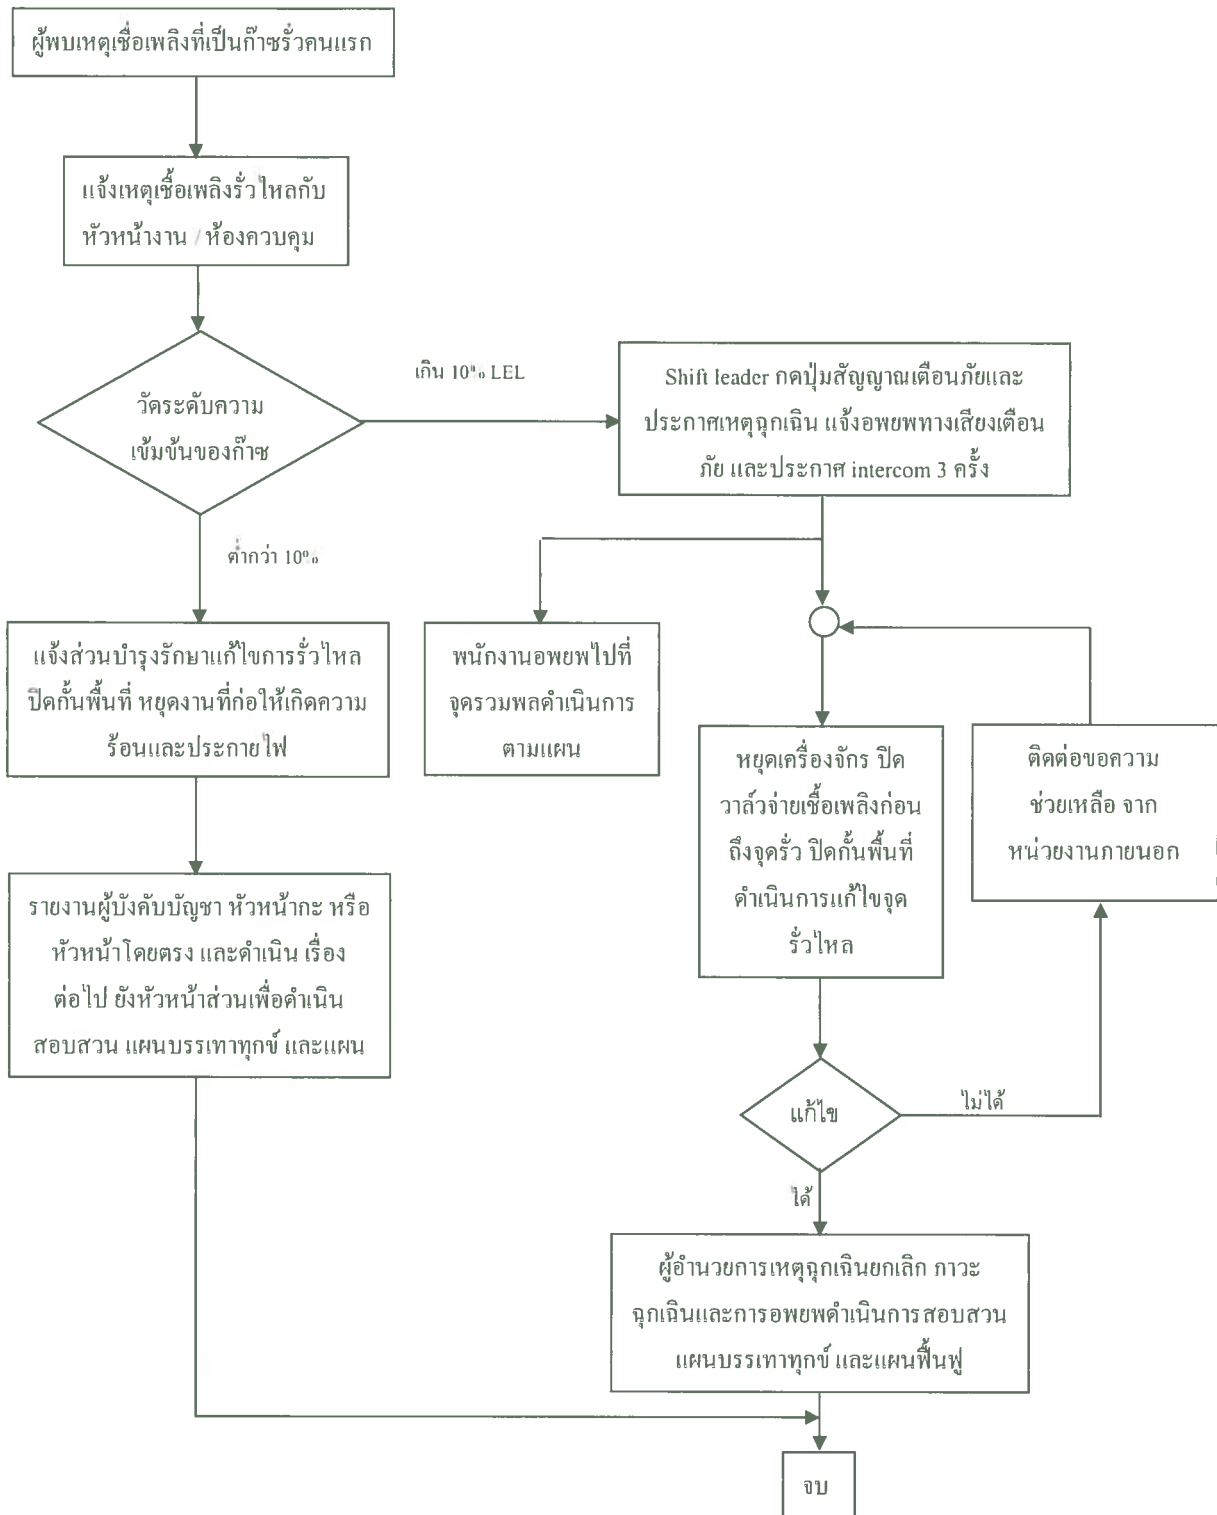 ผู้พบเหตุเชื่อเพลิงที่เป็นก๊าซรั่วคนแรก
แจ้งเหตุเชื้อเพลิงรั่วไหลกับ
หัวหน้างาน / ห้องควบคุม
วัดระดับความ
เข้มข้นของก๊าซ
เกิน 10% LEL
Shift leader กดปุ่มสัญญาณเตือนภัยและ
ประกาศเหตุฉุกเฉิน แจ้งอพยพทางเสียงเตือน
ภัย และประกาศ intercom 3 ครั้ง
ต่ำกว่า 10%
แจ้งส่วนบำรุงรักษาแก้ไขการรั่วไหล
ปิดกั้นพื้นที่ หยุดงานที่ก่อให้เกิดความ
ร้อนและประกายไฟ
พนักงานอพยพไปที่
จุดรวมพลดำเนินการ
ตามแผน
หยุดเครื่องจักร ปิด
วาล์วจ่ายเชื้อเพลิงก่อน
ถึงจุดรั่ว ปิดกั้นพื้นที่
ดำเนินการแก้ไขจุด
รั่วไหล
ติดต่อขอความ
ช่วยเหลือ จาก
หน่วยงานภายนอก
รายงานผู้บังคับบัญชา หัวหน้ากะ หรือ
หัวหน้าโดยตรง และดำเนิน เรื่อง
ต่อไป ยังหัวหน้าส่วนเพื่อดำเนิน
สอบสวน แผนบรรเทาทุกข์ และแผน
แก้ไข
ไม่ได้
ได้
ผู้อำนวยการเหตุฉุกเฉินยกเลิก ภาวะ
ฉุกเฉินและการอพยพดำเนินการสอบสวน
แผนบรรเทาทุกข์ และแผนฟื้นฟู
จบ